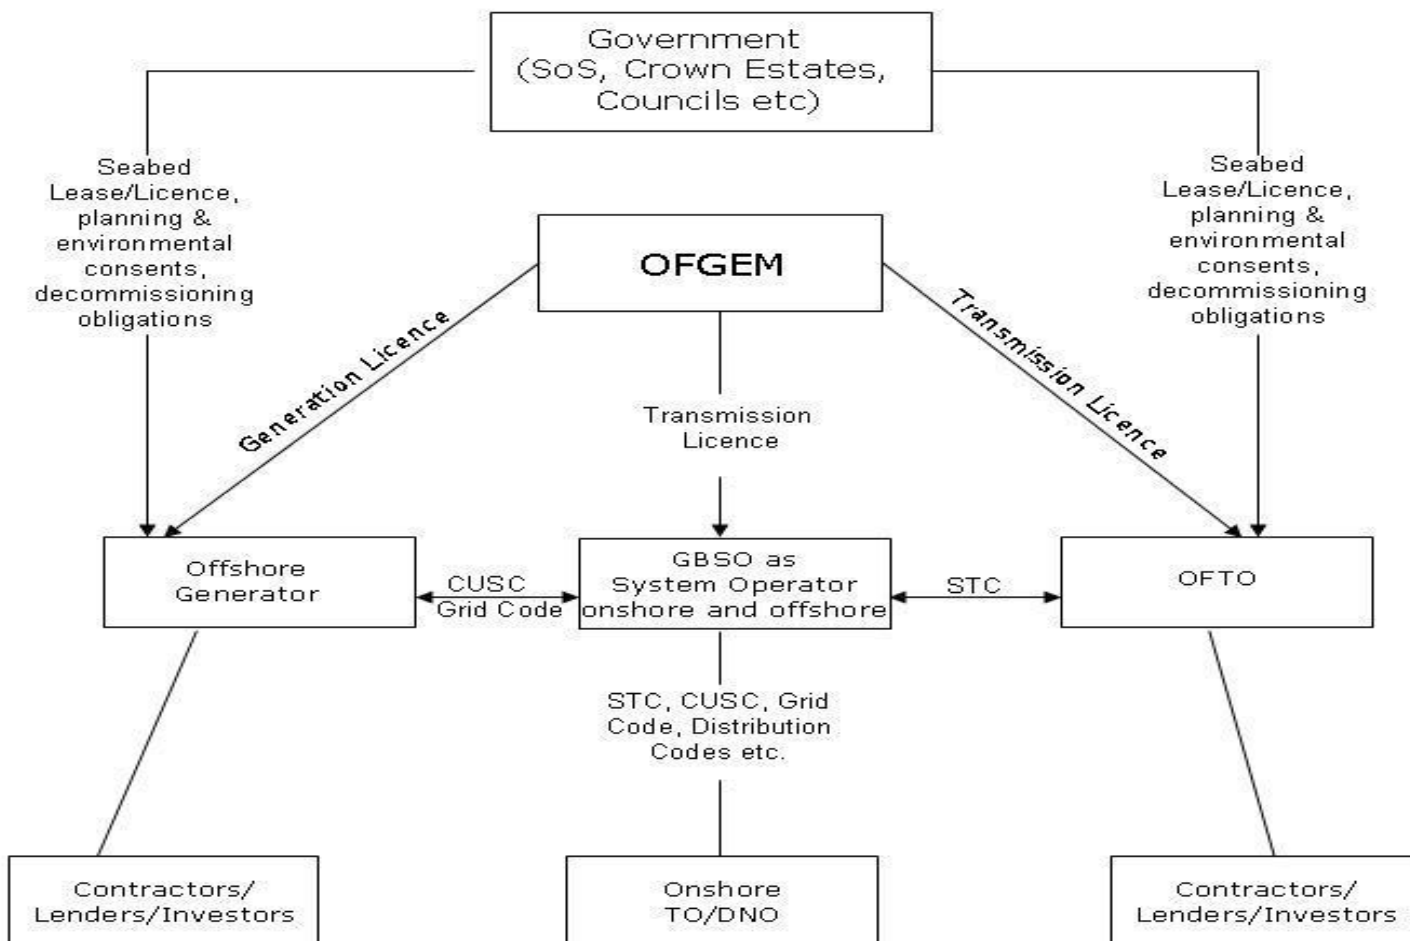 Government
(SoS, Crown Estates,
Councils etc)
Seabed
Lease/Licence,
planning &
environmental
consents,
decommissioning
obligations
Seabed
Lease/Licence,
planning &
environmental
consents,
decommissioning
obligations
OFGEM
Generation Licence
Transmission
Licence
Transmission Licence
Offshore
Generator
CUSC
Grid Code
GBSO as
System Operator
onshore and offshore
STC
OFTO
STC, CUSC, Grid
Code, Distribution
Codes etc.
Contractors/
Lenders/Investors
Onshore
TO/DNO
Contractors/
Lenders/Investors